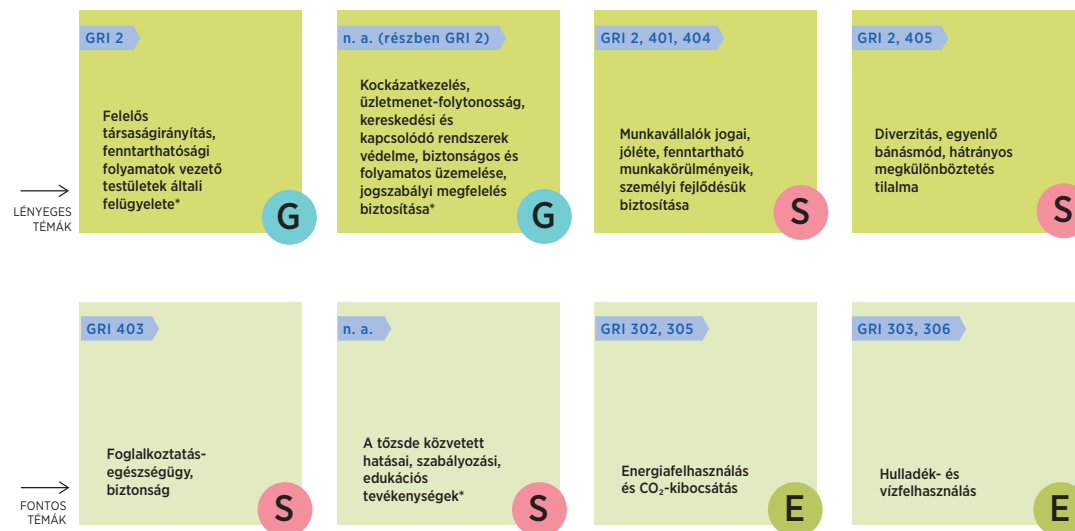 GRI 2
Felelős
társaságirányítás,
fenntarthatósági
folyamatok vezető
testületek általi
felügyelete*
G
n. a. (részben GRI 2)
Kockázatkezelés,
üzletmenet-folytonosság,
kereskedési és
kapcsolódó rendszerek
védelme, biztonságos és
folyamatos üzemelése,
jogszabályi megfelelés
biztosítása*
G
GRI 2, 401, 404
Munkavállalók jogai,
jóléte, fenntartható
munkakörülményeik,
személyi fejlődésük
biztosítása
S
GRI 2, 405
Diverzitás, egyenlő
bánásmód, hátrányos
megkülönböztetés
tilalma
S
LÉNYEGES
TÉMÁK
GRI 403
Foglalkoztatás-
egészségügy,
biztonság
S
n. a.
A tőzsde közvetett
hatásai, szabályozási,
edukációs
tevékenységek*
S
GRI 302, 305
Energiafelhasználás
és CO₂-kibocsátás
E
GRI 303, 306
Hulladék- és
vízfelhasználás
E
FONTOS
TÉMÁK